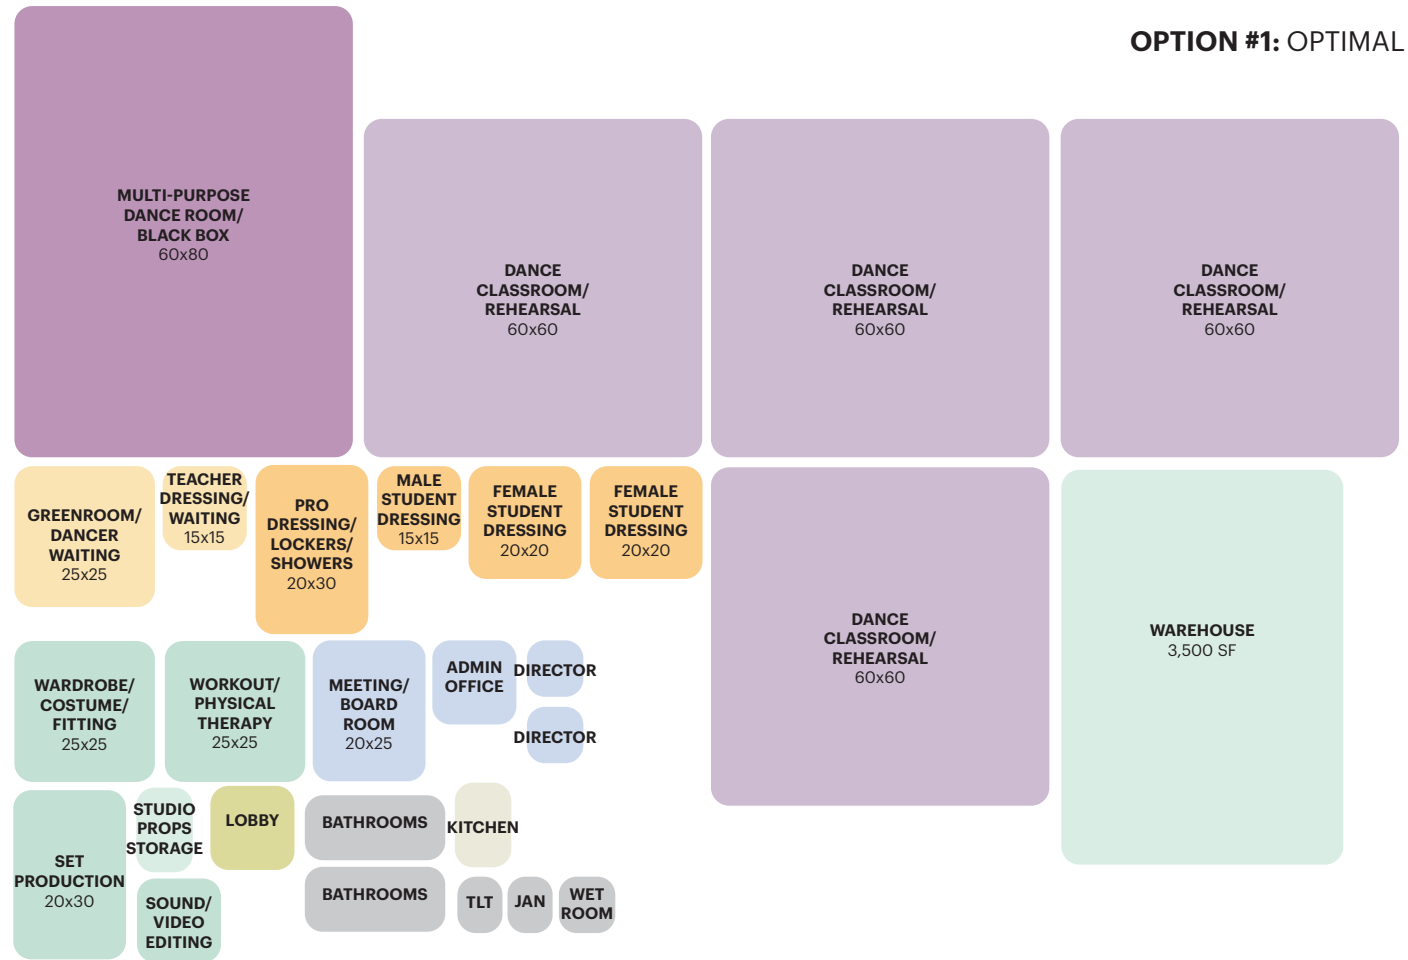 OPTION #1: OPTIMAL
MULTI-PURPOSE
DANCE ROOM/
BLACK BOX
60x80
DANCE
CLASSROOM/
REHEARSAL
60x60
DANCE
CLASSROOM/
REHEARSAL
60x60
DANCE
CLASSROOM/
REHEARSAL
60x60
GREENROOM/
DANCER
WAITING
25x25
TEACHER
DRESSING/
WAITING
15x15
PRO
DRESSING/
LOCKERS/
SHOWERS
20x30
MALE
STUDENT
DRESSING
15x15
FEMALE
STUDENT
DRESSING
20x20
FEMALE
STUDENT
DRESSING
20x20
DANCE
CLASSROOM/
REHEARSAL
60x60
WAREHOUSE
3,500 SF
WARDROBE/
COSTUME/
FITTING
25x25
WORKOUT/
PHYSICAL
THERAPY
25x25
MEETING/
BOARD
ROOM
20x25
ADMIN
OFFICE
DIRECTOR
DIRECTOR
SET
PRODUCTION
20x30
STUDIO
PROPS
STORAGE
LOBBY
BATHROOMS
KITCHEN
SOUND/
VIDEO
EDITING
BATHROOMS
TLT
JAN
WET
ROOM